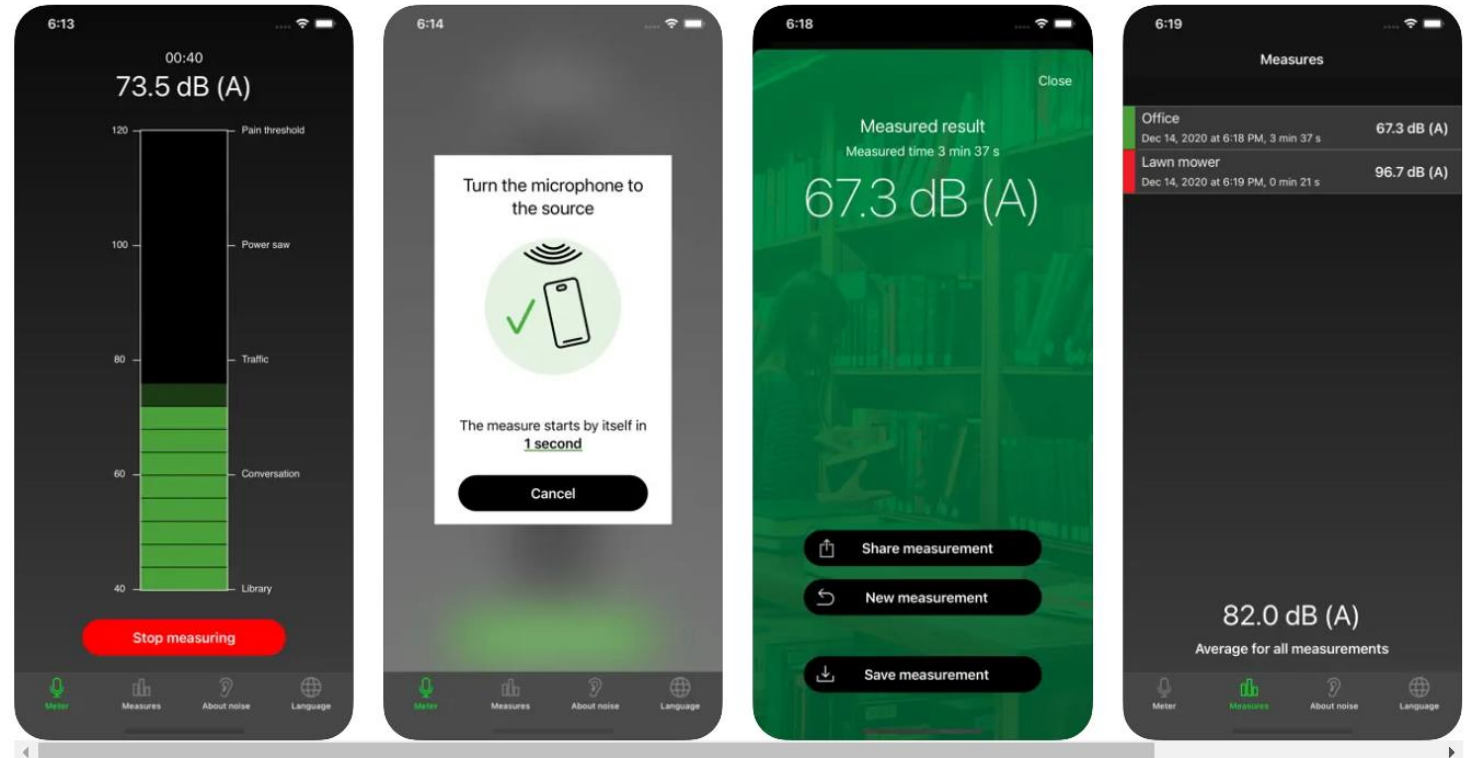 6:13
00:40
73.5 dB (A)
120
Pain threshold
100
Power saw
80
Traffic
60
Conversation
40
Library
Stop measuring
Meter
Measures
About noise
Language
6:14
Turn the microphone to
the source
The measure starts by itself in
1 second
Cancel
Meter
Measures
About noise
Language
6:18
Close
Measured result
Measured time 3 min 37 s
67.3 dB (A)
Share measurement
New measurement
Save measurement
6:19
Measures
Office
Dec 14, 2020 at 6:18 PM, 3 min 37 s
67.3 dB (A)
Lawn mower
Dec 14, 2020 at 6:19 PM, 0 min 21 s
96.7 dB (A)
82.0 dB (A)
Average for all measurements
Meter
Measures
About noise
Language